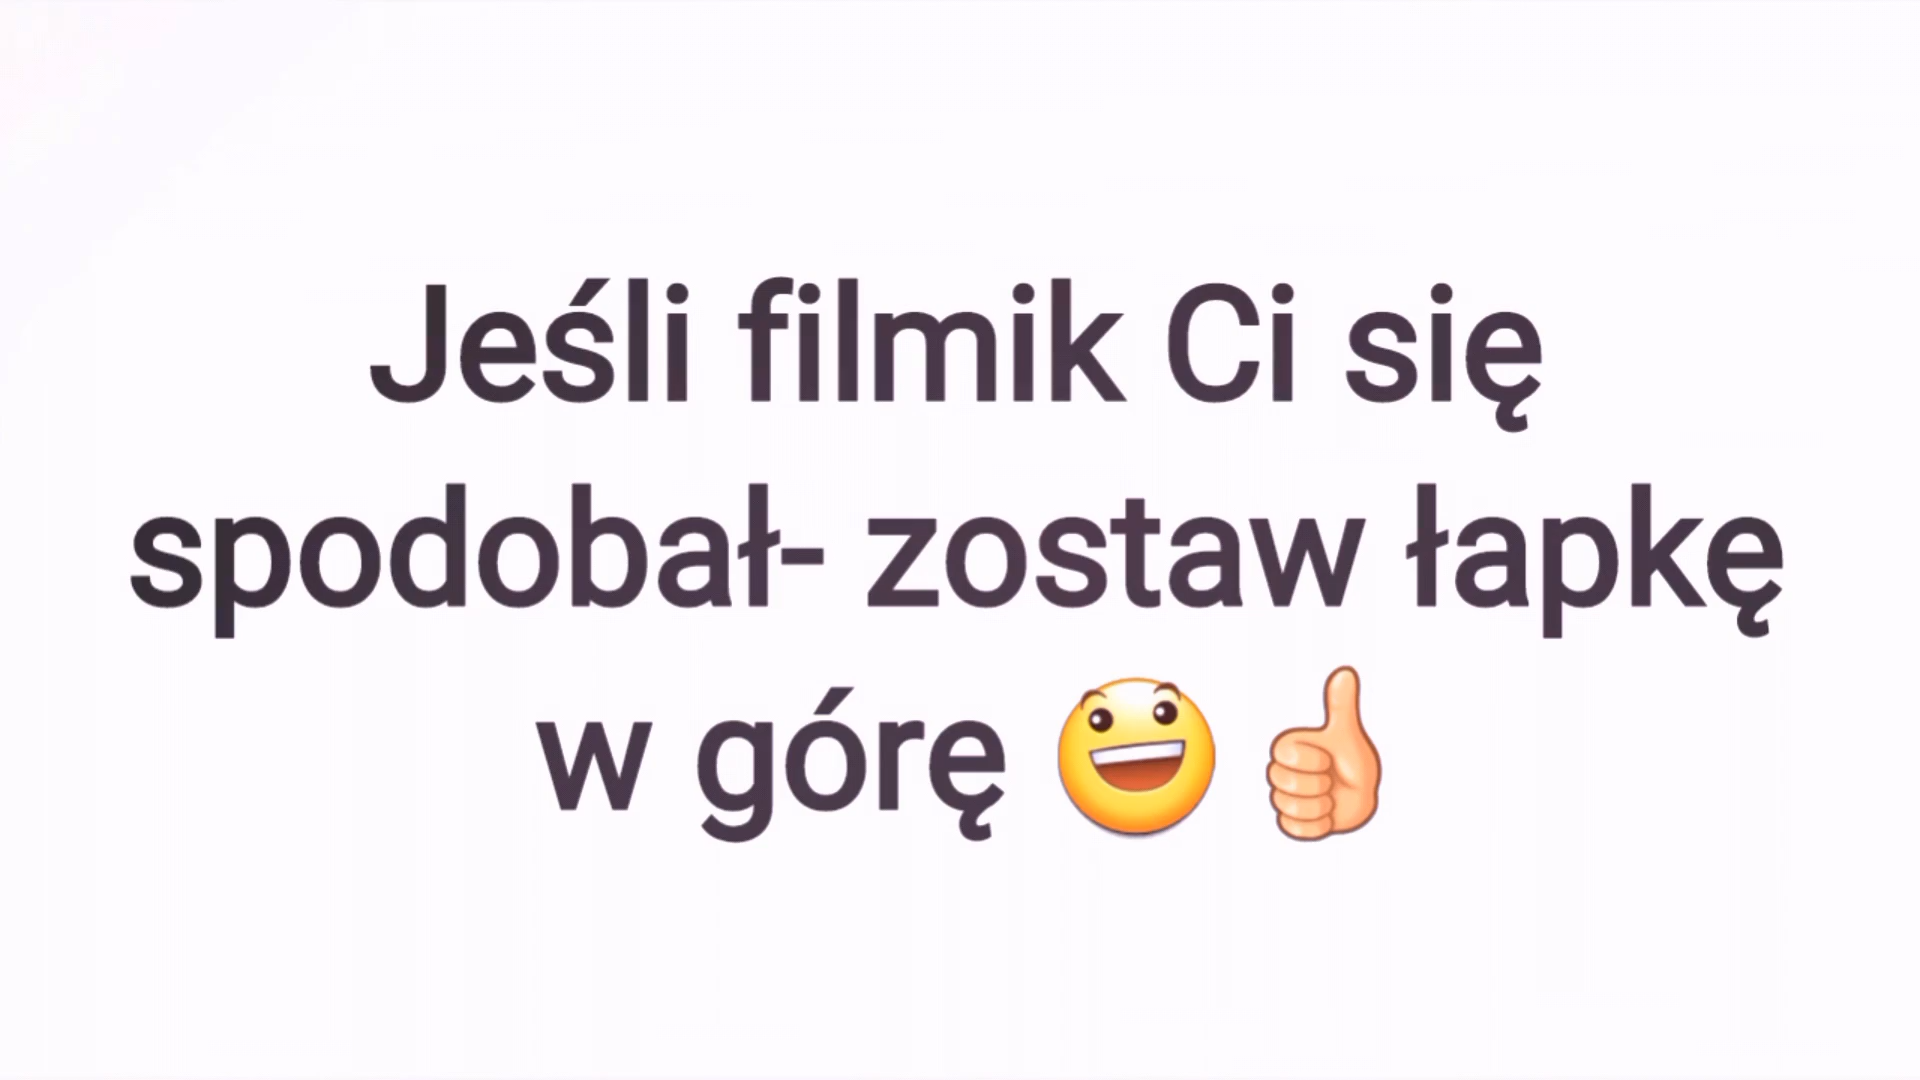 Jeśli filmik Ci się
spodobał- zostaw łapkę
w górę 😃 👍